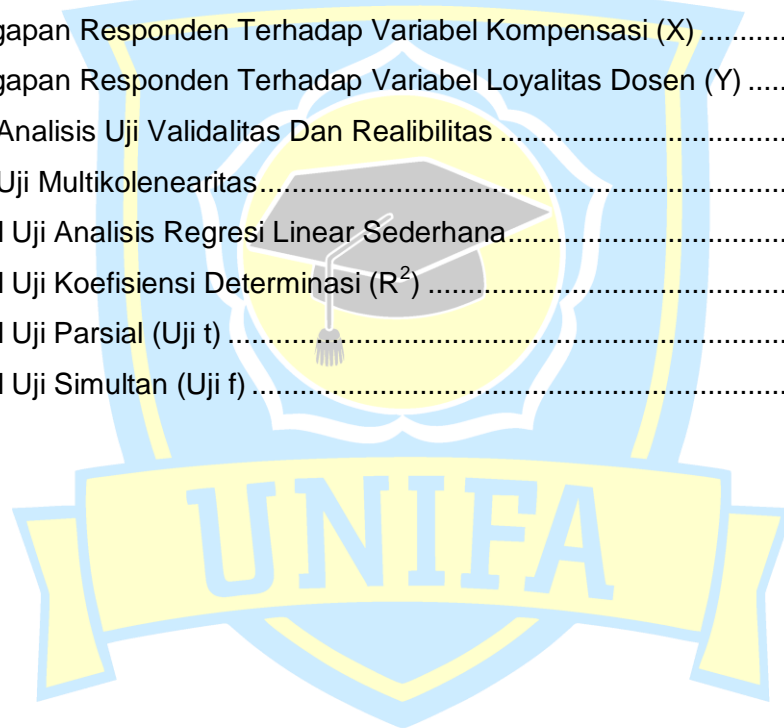 gapan Responden Terhadap Variabel Kompensasi (X) ...........
gapan Responden Terhadap Variabel Loyalitas Dosen (Y) .....
Analisis Uji Validalitas Dan Realibilitas ....................................
Uji Multikolenearitas..................................................................
l Uji Analisis Regresi Linear Sederhana...................................
l Uji Koefisiensi Determinasi (R²) .............................................
l Uji Parsial (Uji t) ......................................................................
l Uji Simultan (Uji f) ...................................................................
UNIFA